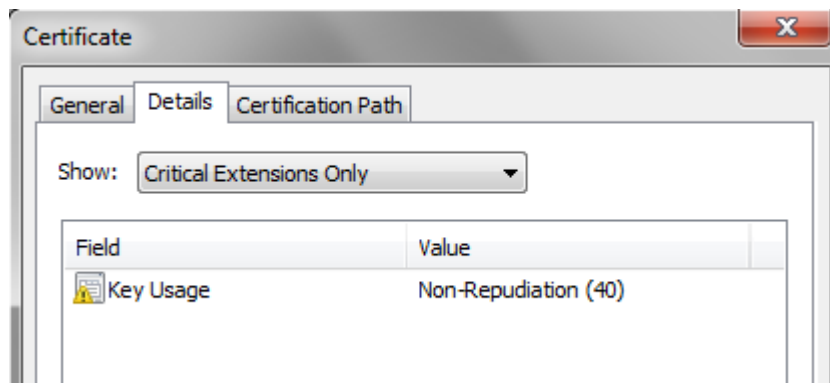 Certificate
General Details Certification Path
Show: Critical Extensions Only
Field Value
Key Usage Non-Repudiation (40)